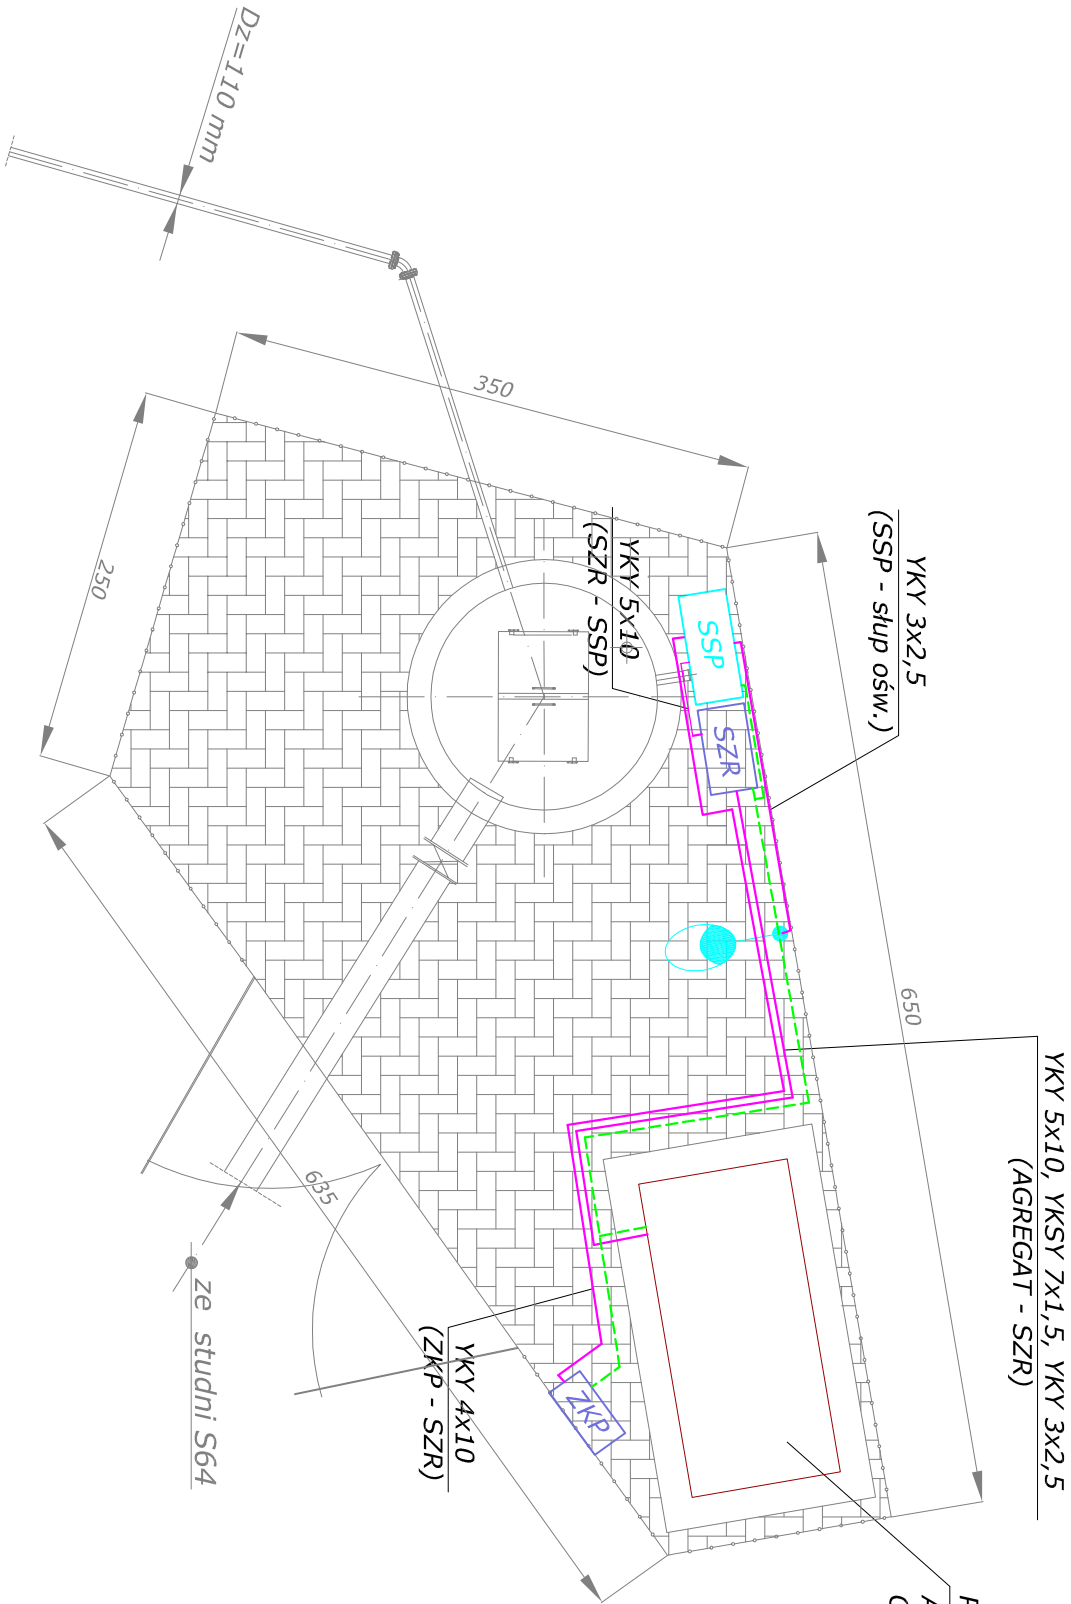 Dz=110 mm
350
250
YKY 5x10
(SZR - SSP)
SSP
SZR
YKY 3x2,5
(SSP - słup ośw.)
650
YKY 5x10, YKSY 7x1,5, YKY 3x2,5
(AGREGAT - SZR)
635
ze studni S64
YKY 4x10
(ZKP - SZR)
ZKP